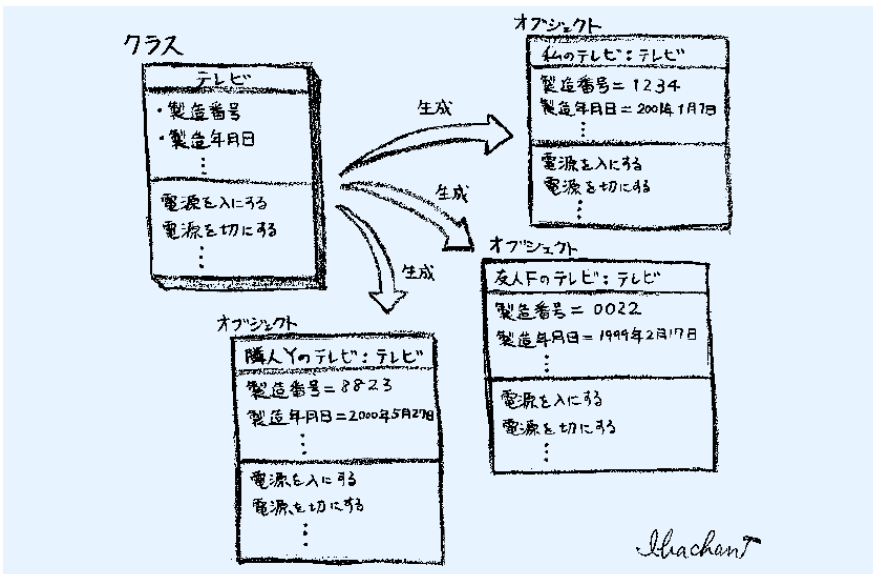 クラス
テレビ
・製造番号
・製造年月日
⋮
電源を入にする
電源を切にする
⋮
生成
生成
生成
オブジェクト
私のテレビ:テレビ
製造番号=1234
製造年月日=2001年1月7日
⋮
電源を入にする
電源を切にする
⋮
オブジェクト
友人Fのテレビ:テレビ
製造番号=0022
製造年月日=1999年2月17日
⋮
電源を入にする
電源を切にする
⋮
オブジェクト
隣人Yのテレビ:テレビ
製造番号=8823
製造年月日=2000年5月27日
⋮
電源を入にする
電源を切にする
⋮